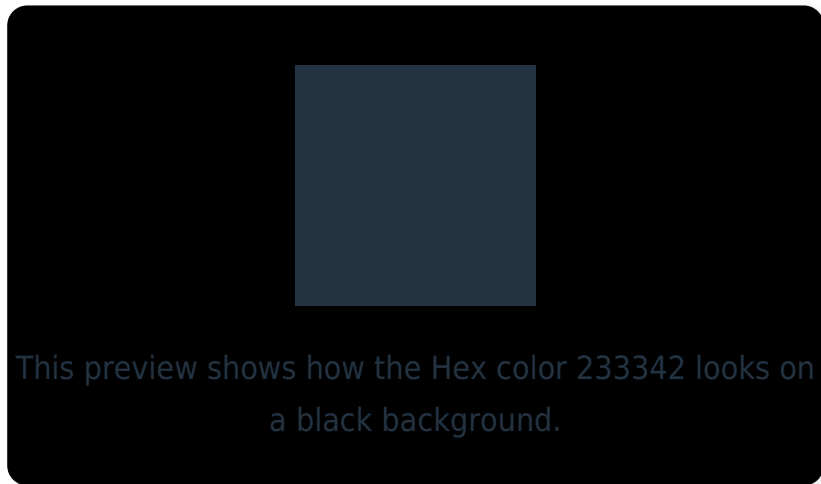 This preview shows how the Hex color 233342 looks on
a black background.